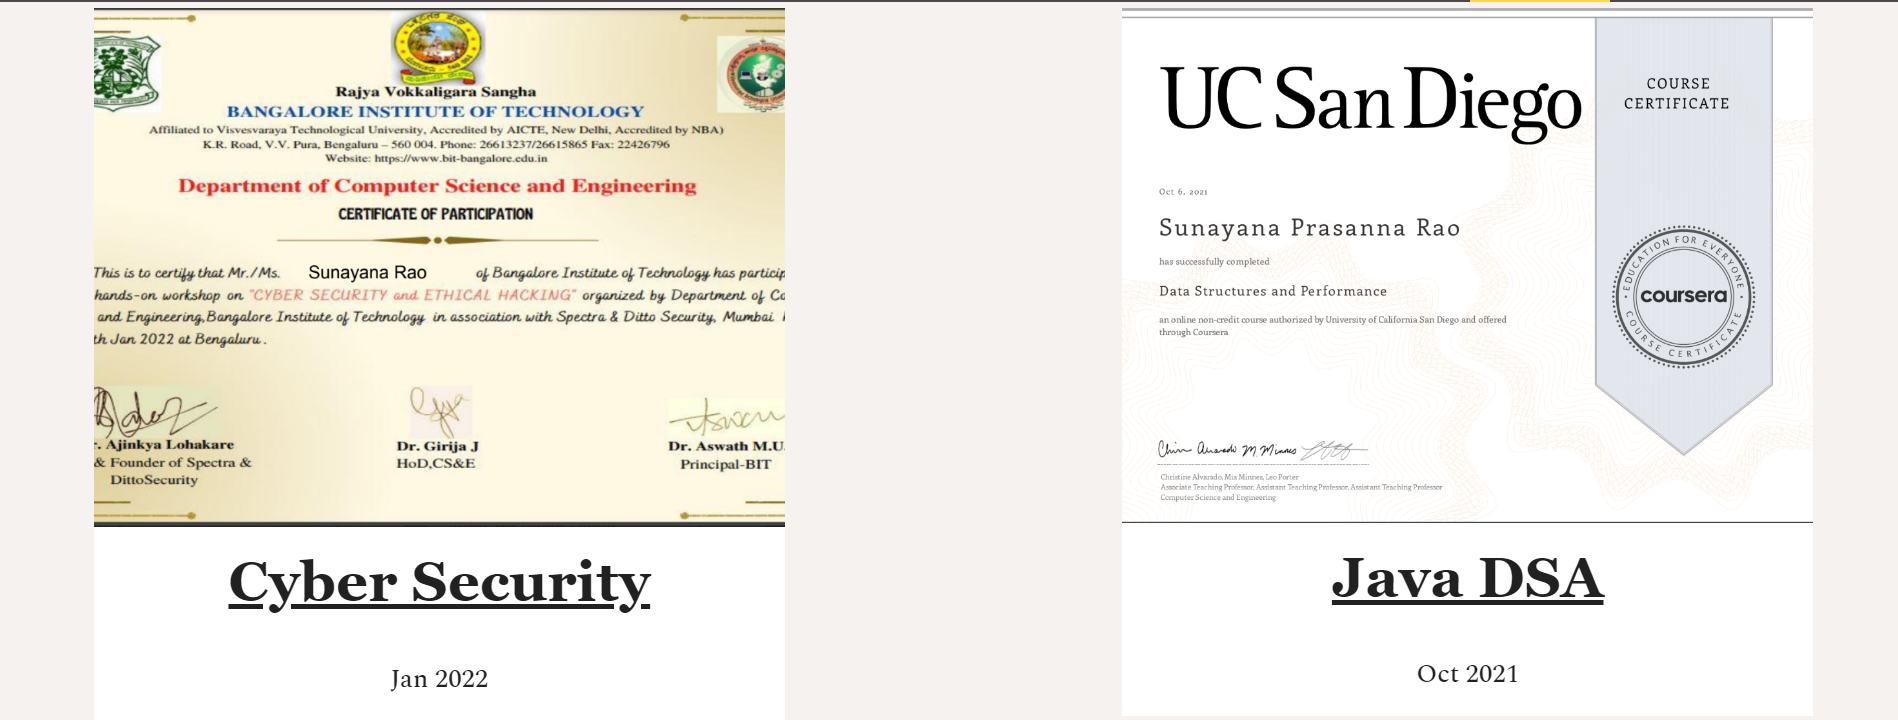 Rajya Vokkaligara Sangha
BANGALORE INSTITUTE OF TECHNOLOGY
Affiliated to Visvesvaraya Technological University, Accredited by AICTE, New Delhi, Accredited by NBA)
K.R. Road, V.V. Pura, Bengaluru – 560 004. Phone: 26613237/26615865 Fax: 22426796
Website: https://www.bit-bangalore.edu.in
Department of Computer Science and Engineering
CERTIFICATE OF PARTICIPATION
This is to certify that Mr./Ms. Sunayana Rao of Bangalore Institute of Technology has particip
hands-on workshop on "CYBER SECURITY and ETHICAL HACKING" organized by Department of Co
and Engineering,Bangalore Institute of Technology in association with Spectra & Ditto Security, Mumbai
th Jan 2022 at Bengaluru.
. Ajinkya Lohakare
& Founder of Spectra &
DittoSecurity
Dr. Girija J
HoD,CS&E
Dr. Aswath M.U
Principal-BIT
Cyber Security
Jan 2022
UC San Diego
COURSE
CERTIFICATE
Oct 6, 2021
Sunayana Prasanna Rao
has successfully completed
Data Structures and Performance
an online non-credit course authorized by University of California San Diego and offered
through Coursera
EDUCATION FOR EVERYONE
coursera
COURSE CERTIFICATE
Christine Alvarado, Mia Minnes, Leo Porter
Associate Teaching Professor, Assistant Teaching Professor, Assistant Teaching Professor
Computer Science and Engineering
Java DSA
Oct 2021